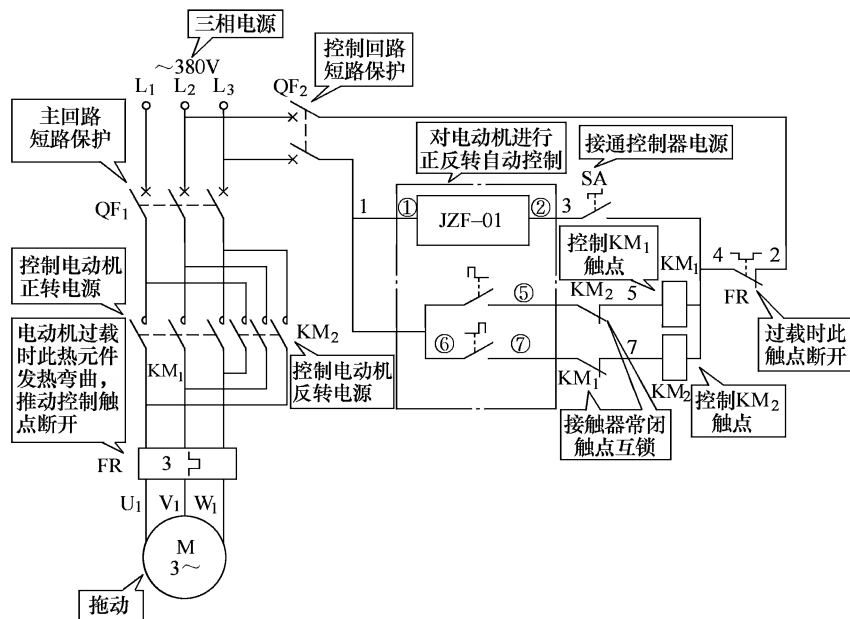 三相电源
～380V
L₁ L₂ L₃
主回路
短路保护
QF₁
QF₂
控制回路
短路保护
对电动机进行
正反转自动控制
接通控制器电源
SA
1
①
JZF–01
②
3
控制KM₁
触点
KM₁
4
2
FR
过载时此
触点断开
控制电动机
正转电源
电动机过载
时此热元件
发热弯曲，
推动控制触
点断开
KM₁
KM₂
控制电动机
反转电源
⑤
KM₂
5
⑥
⑦
KM₁
7
KM₂
接触器常闭
触点互锁
控制KM₂
触点
FR
3
U₁ V₁ W₁
M
3～
拖动